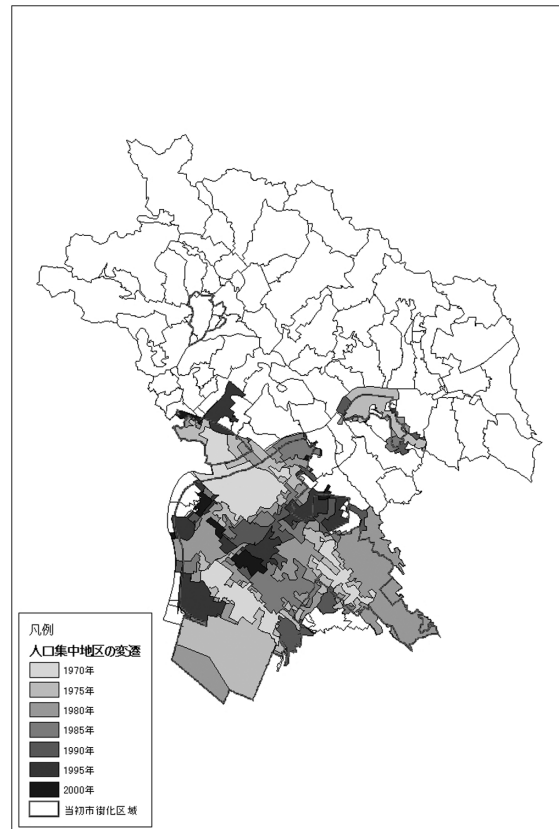 凡例
人口集中地区の変遷
1970年
1975年
1980年
1985年
1990年
1995年
2000年
当初市街化区域